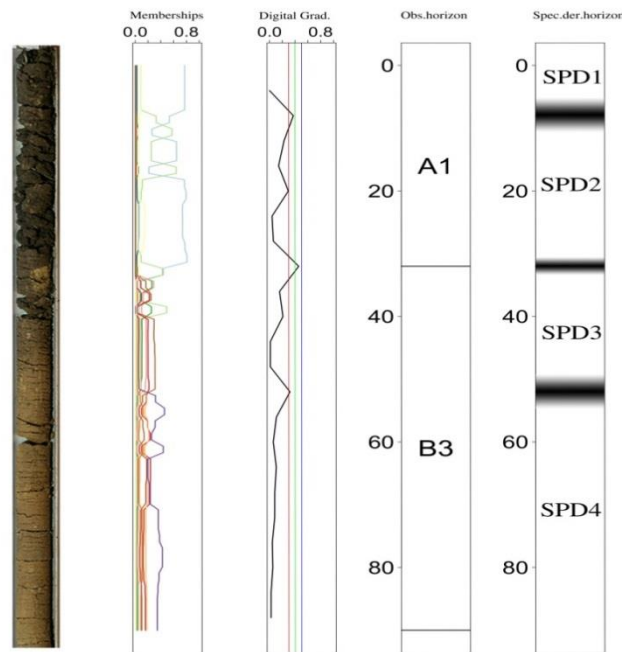 Memberships
Digital Grad.
Obs.horizon
Spec.der.horizon
0.0 0.8
0.0 0.8
0
20
40
60
80
A1
B3
0
20
40
60
80
SPD1
SPD2
SPD3
SPD4